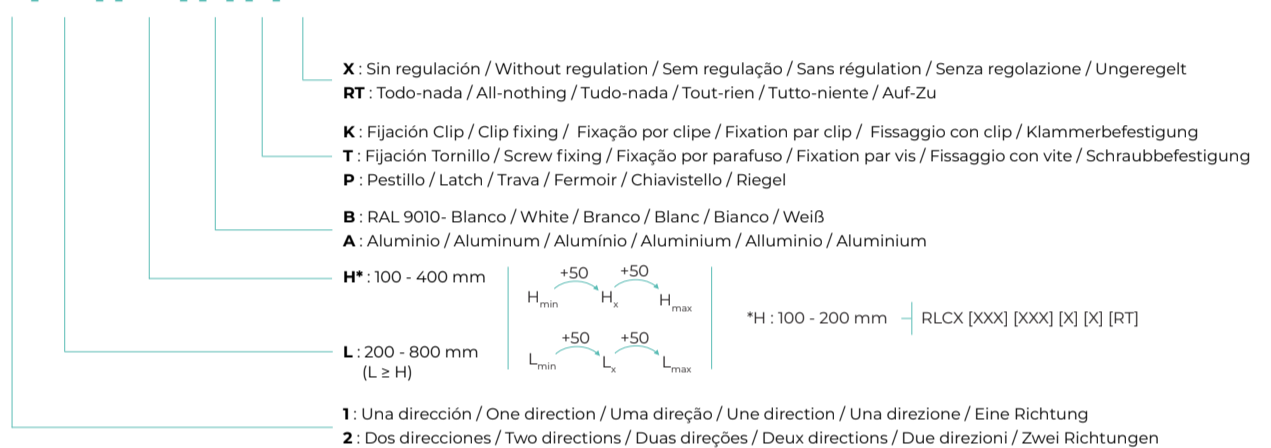 X : Sin regulación / Without regulation / Sem regulação / Sans régulation / Senza regolazione / Ungeregelt
RT : Todo-nada / All-nothing / Tudo-nada / Tout-rien / Tutto-niente / Auf-Zu
K : Fijación Clip / Clip fixing / Fixação por clipe / Fixation par clip / Fissaggio con clip / Klammerbefestigung
T : Fijación Tornillo / Screw fixing / Fixação por parafuso / Fixation par vis / Fissaggio con vite / Schraubbefestigung
P : Pestillo / Latch / Trava / Fermoir / Chiavistello / Riegel
B : RAL 9010- Blanco / White / Branco / Blanc / Bianco / Weiß
A : Aluminio / Aluminum / Alumínio / Aluminium / Alluminio / Aluminium
H* : 100 - 400 mm
+50 +50
Hmin Hx Hmax
*H : 100 - 200 mm
RLCX [XXX] [XXX] [X] [X] [RT]
L : 200 - 800 mm
(L ≥ H)
+50 +50
Lmin Lx Lmax
1 : Una dirección / One direction / Uma direção / Une direction / Una direzione / Eine Richtung
2 : Dos direcciones / Two directions / Duas direções / Deux directions / Due direzioni / Zwei Richtungen